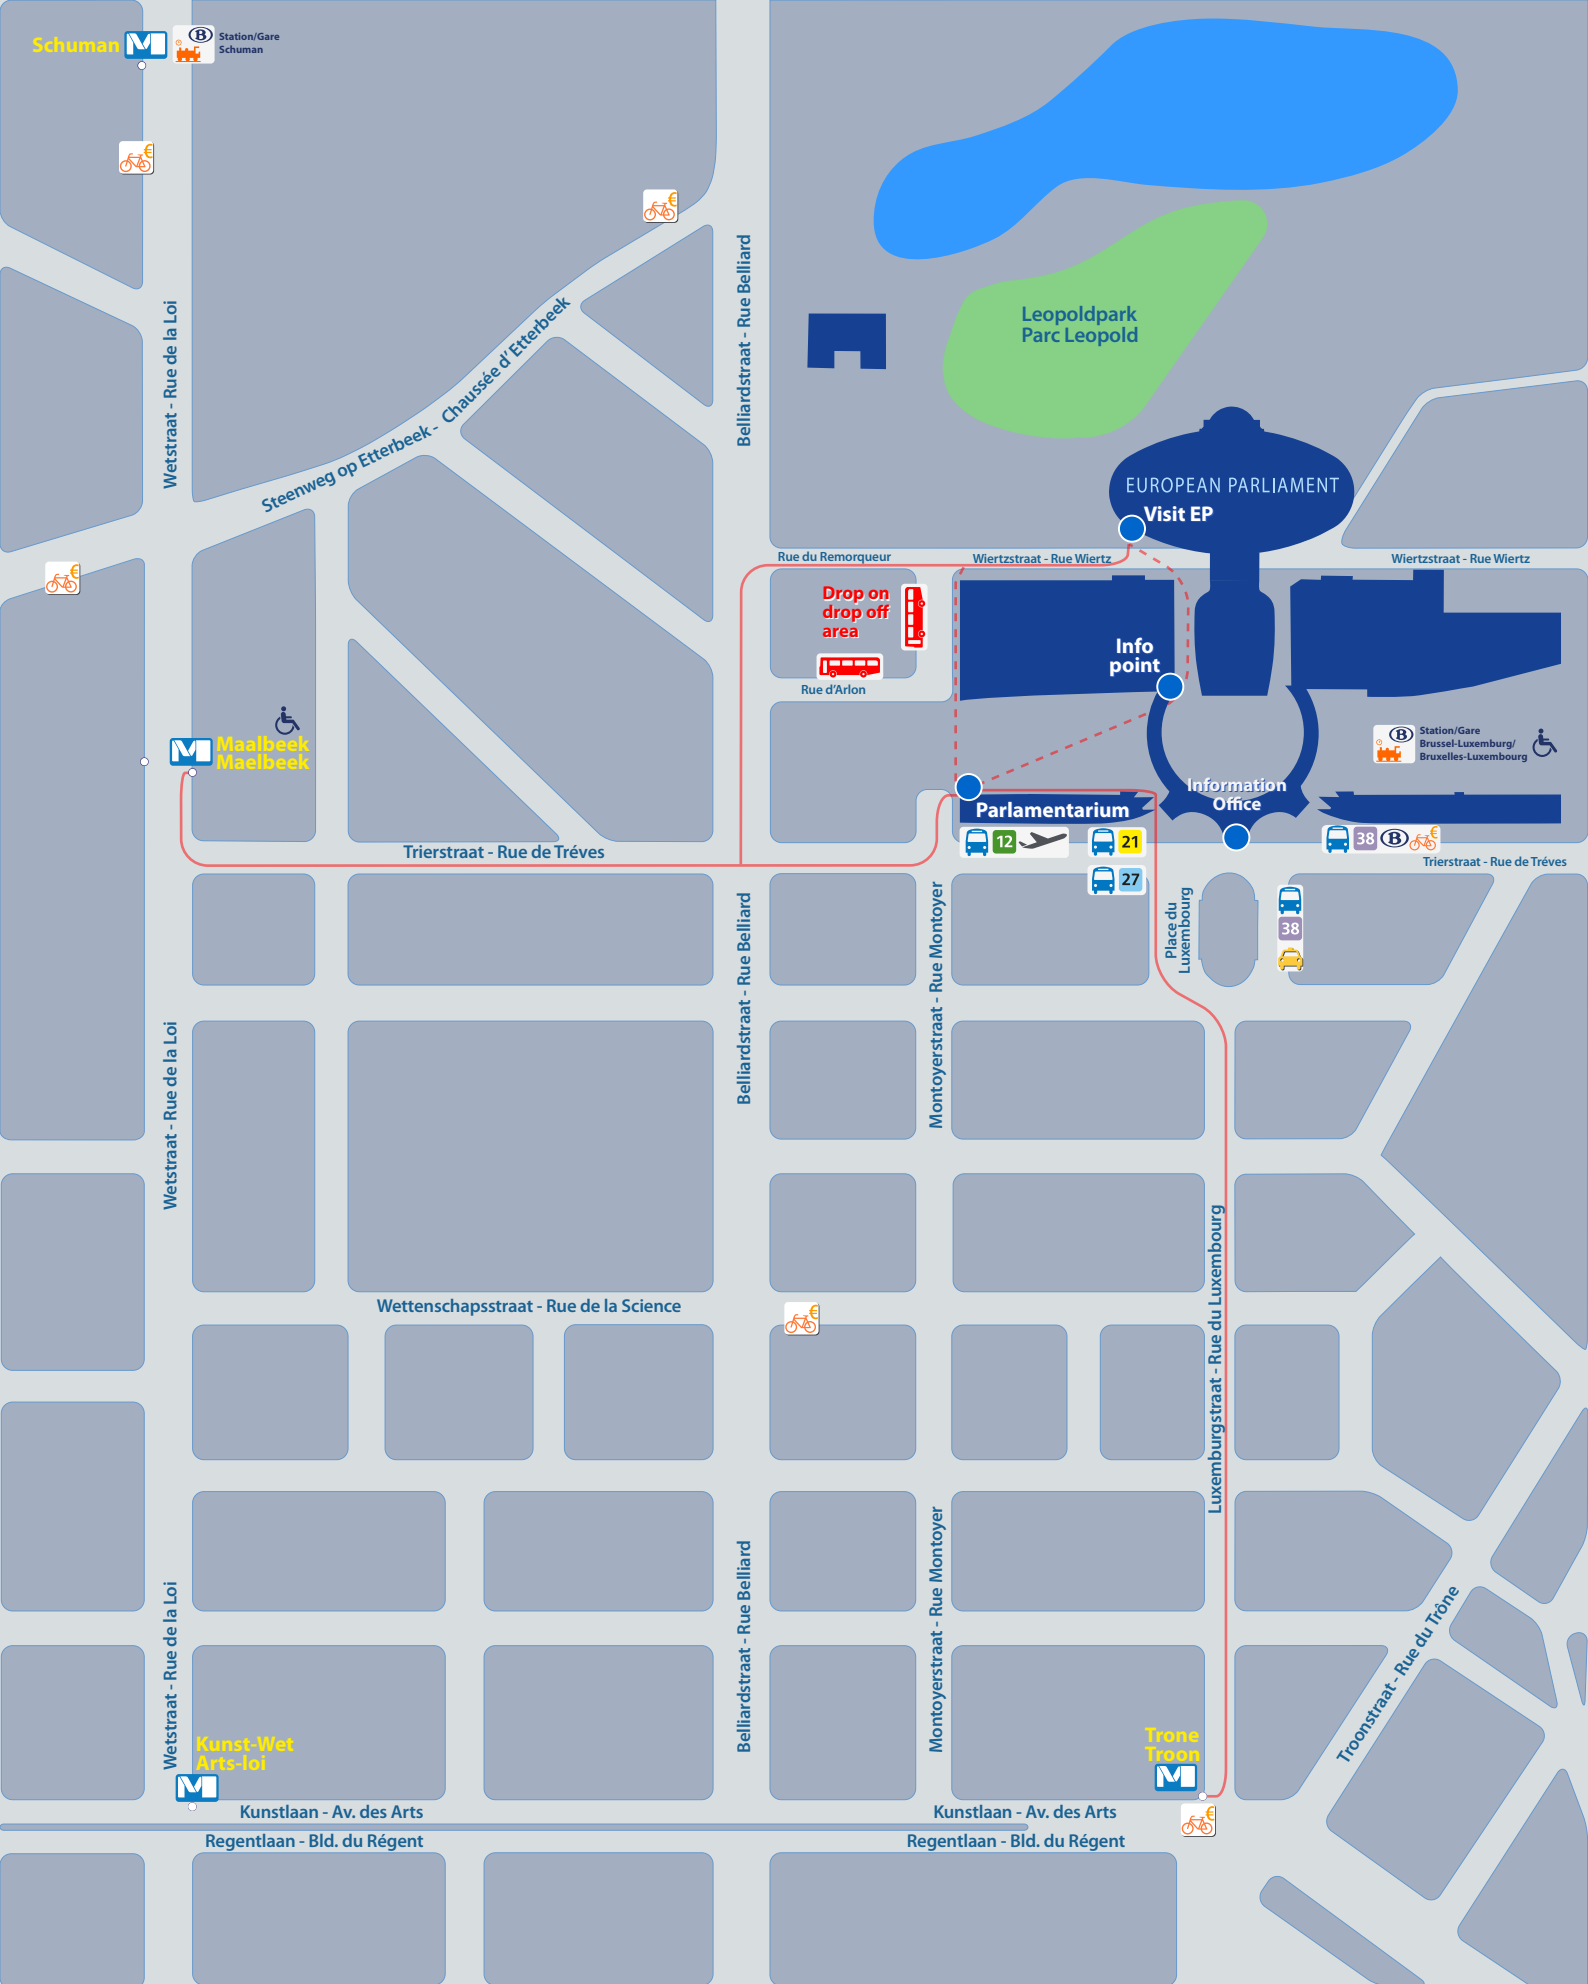 Schuman
B
Station/Gare
Schuman
€
€
Wetstraat - Rue de la Loi
Belliardstraat - Rue Belliard
Steenweg op Etterbeek - Chaussée d'Etterbeek
Leopoldpark
Parc Leopold
EUROPEAN PARLIAMENT
Visit EP
Rue du Remorqueur
Wiertzstraat - Rue Wiertz
Wiertzstraat - Rue Wiertz
€
Drop on
drop off
area
Info
point
Rue d'Arlon
Maalbeek
Maelbeek
B
Station/Gare
Brussel-Luxemburg/
Bruxelles-Luxembourg
Information
Office
Parlamentarium
12
21
38
B
€
Trierstraat - Rue de Tréves
Trierstraat - Rue de Tréves
27
Place du
Luxembourg
38
Belliardstraat - Rue Belliard
Montoyerstraat - Rue Montoyer
Wetstraat - Rue de la Loi
Luxemburgstraat - Rue du Luxembourg
Wettenschapsstraat - Rue de la Science
€
Wetstraat - Rue de la Loi
Belliardstraat - Rue Belliard
Montoyerstraat - Rue Montoyer
Troonstraat - Rue du Trône
Kunst-Wet
Arts-loi
Trone
Troon
€
Kunstlaan - Av. des Arts
Kunstlaan - Av. des Arts
Regentlaan - Bld. du Régent
Regentlaan - Bld. du Régent